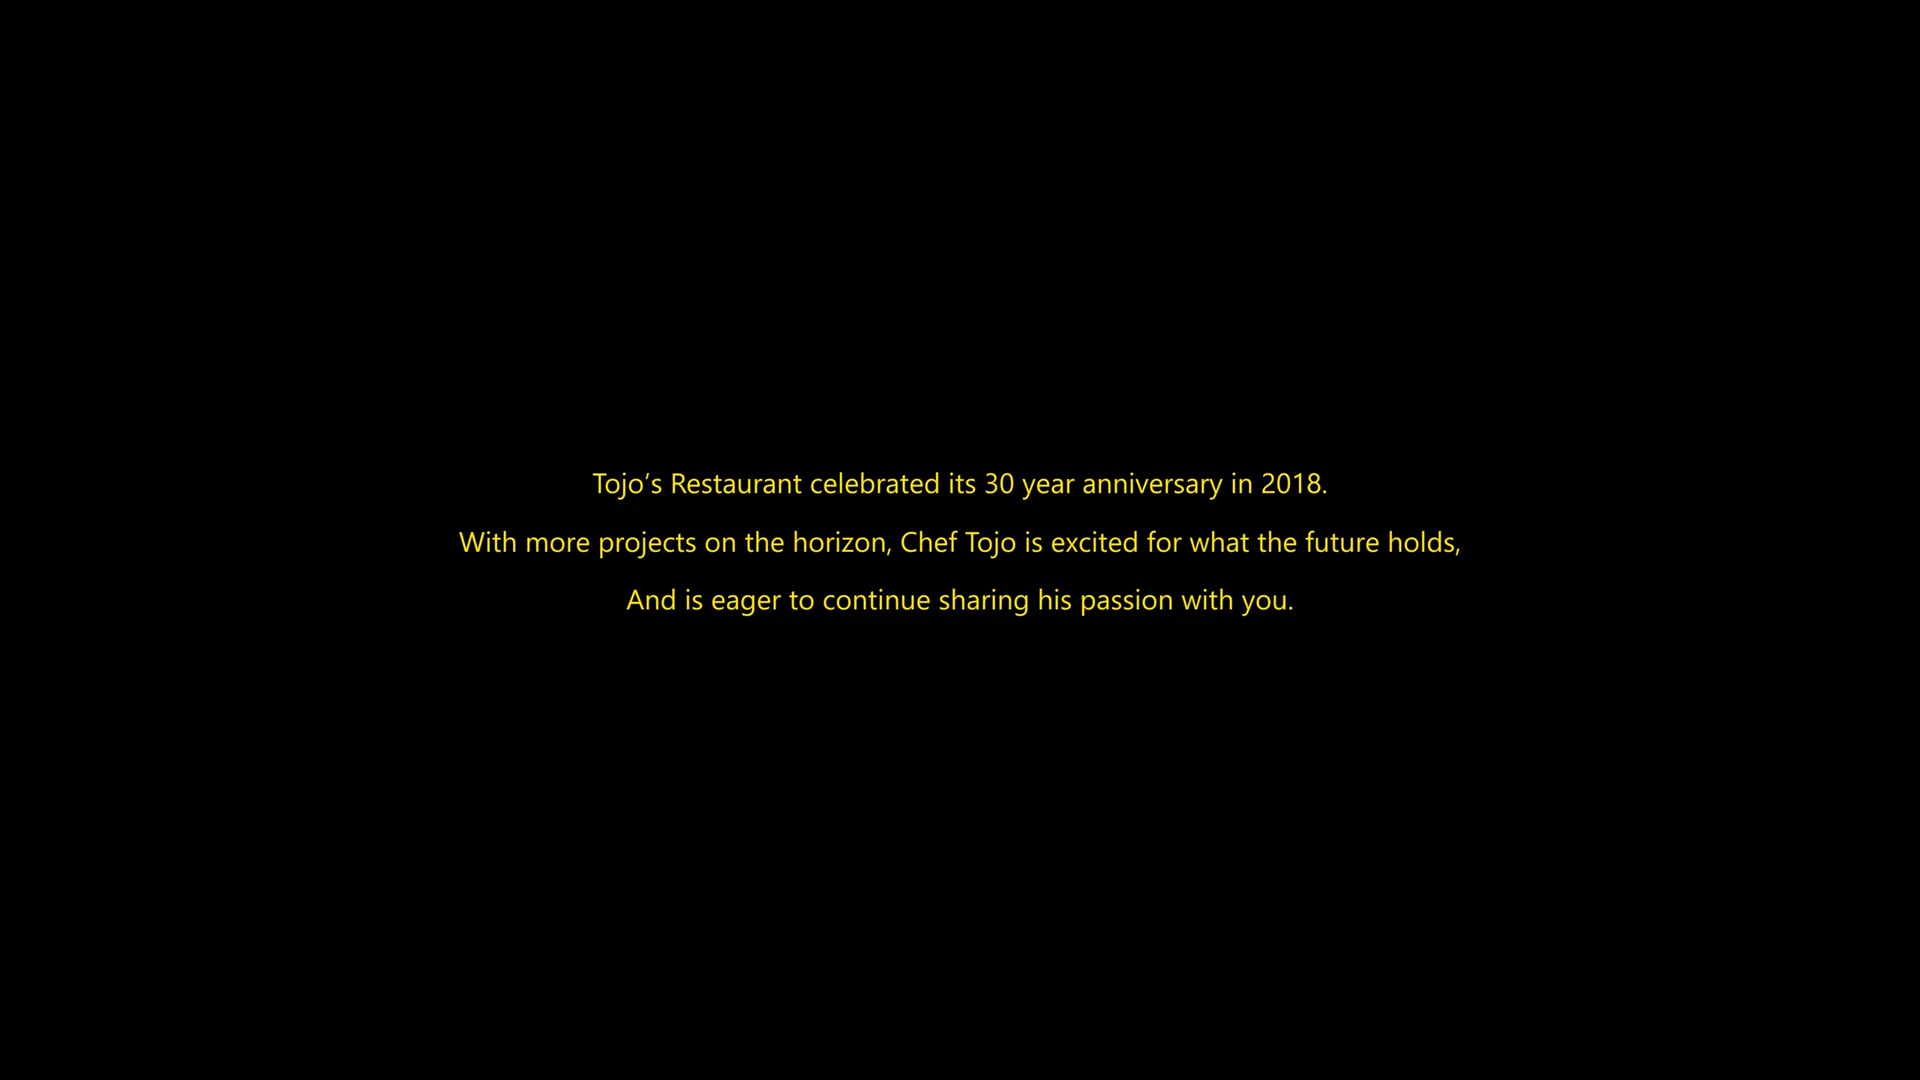 Tojo’s Restaurant celebrated its 30 year anniversary in 2018.
With more projects on the horizon, Chef Tojo is excited for what the future holds,
And is eager to continue sharing his passion with you.